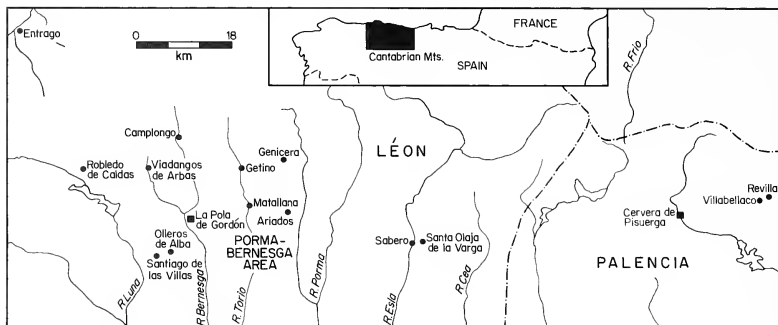 FRANCE
Entrago
0
18
km
Cantabrian Mts.
SPAIN
R. Frio
Camplongo
LÉON
Genicera
Robledo
de Caldas
Viadangos
de Arbas
Getino
Revilla
Villabellaco
Matallana
Ariados
La Pola
de Gordón
Cervera de
Pisuerga
Olleros
de Alba
PORMA-
BERNESGA
AREA
Sabero
Santa Olaja
de la Varga
Santiago de
las Villas
PALENCIA
R. Luna
R. Bernesga
R. Torio
R. Porma
R. Esla
R. Cea